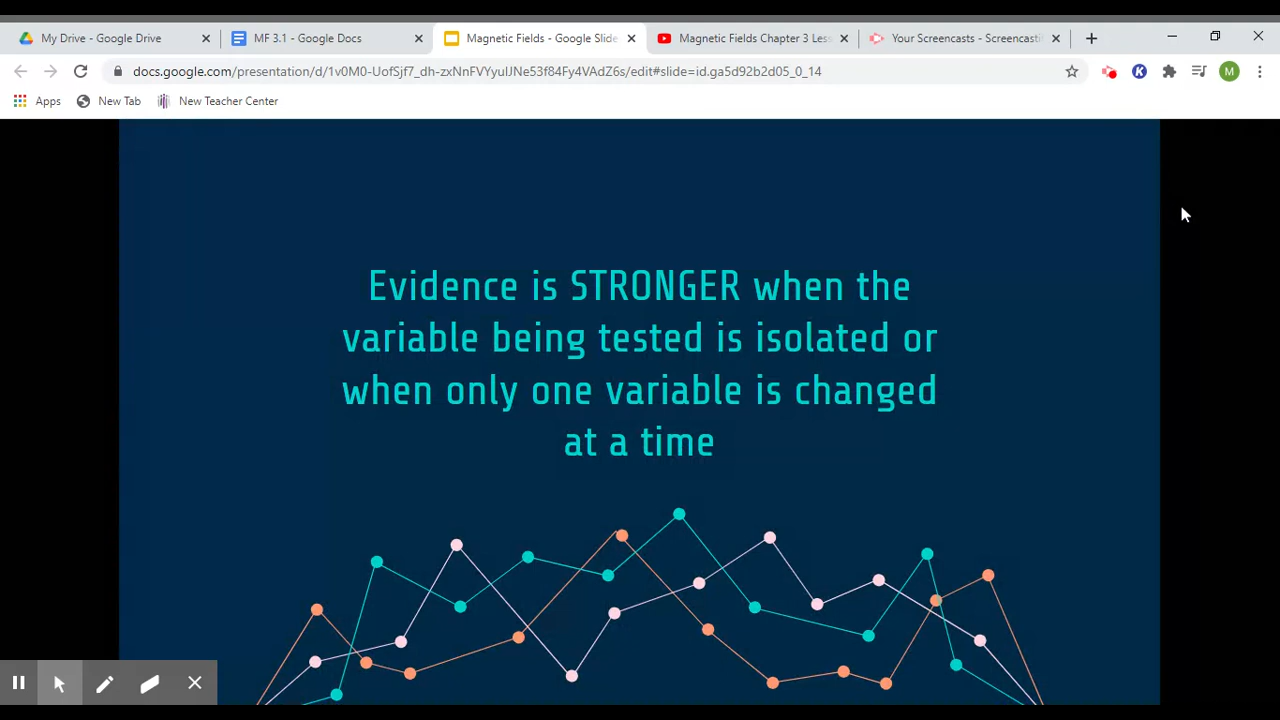 My Drive - Google Drive
MF 3.1 - Google Docs
Magnetic Fields - Google Slide
Magnetic Fields Chapter 3 Less
Your Screencasts - Screencasti
docs.google.com/presentation/d/1v0M0-UofSjf7_dh-zxNnFVYyulJNe53f84Fy4VAdZ6s/edit#slide=id.ga5d92b2d05_0_14
K
M
Apps
New Tab
New Teacher Center
Evidence is STRONGER when the
variable being tested is isolated or
when only one variable is changed
at a time